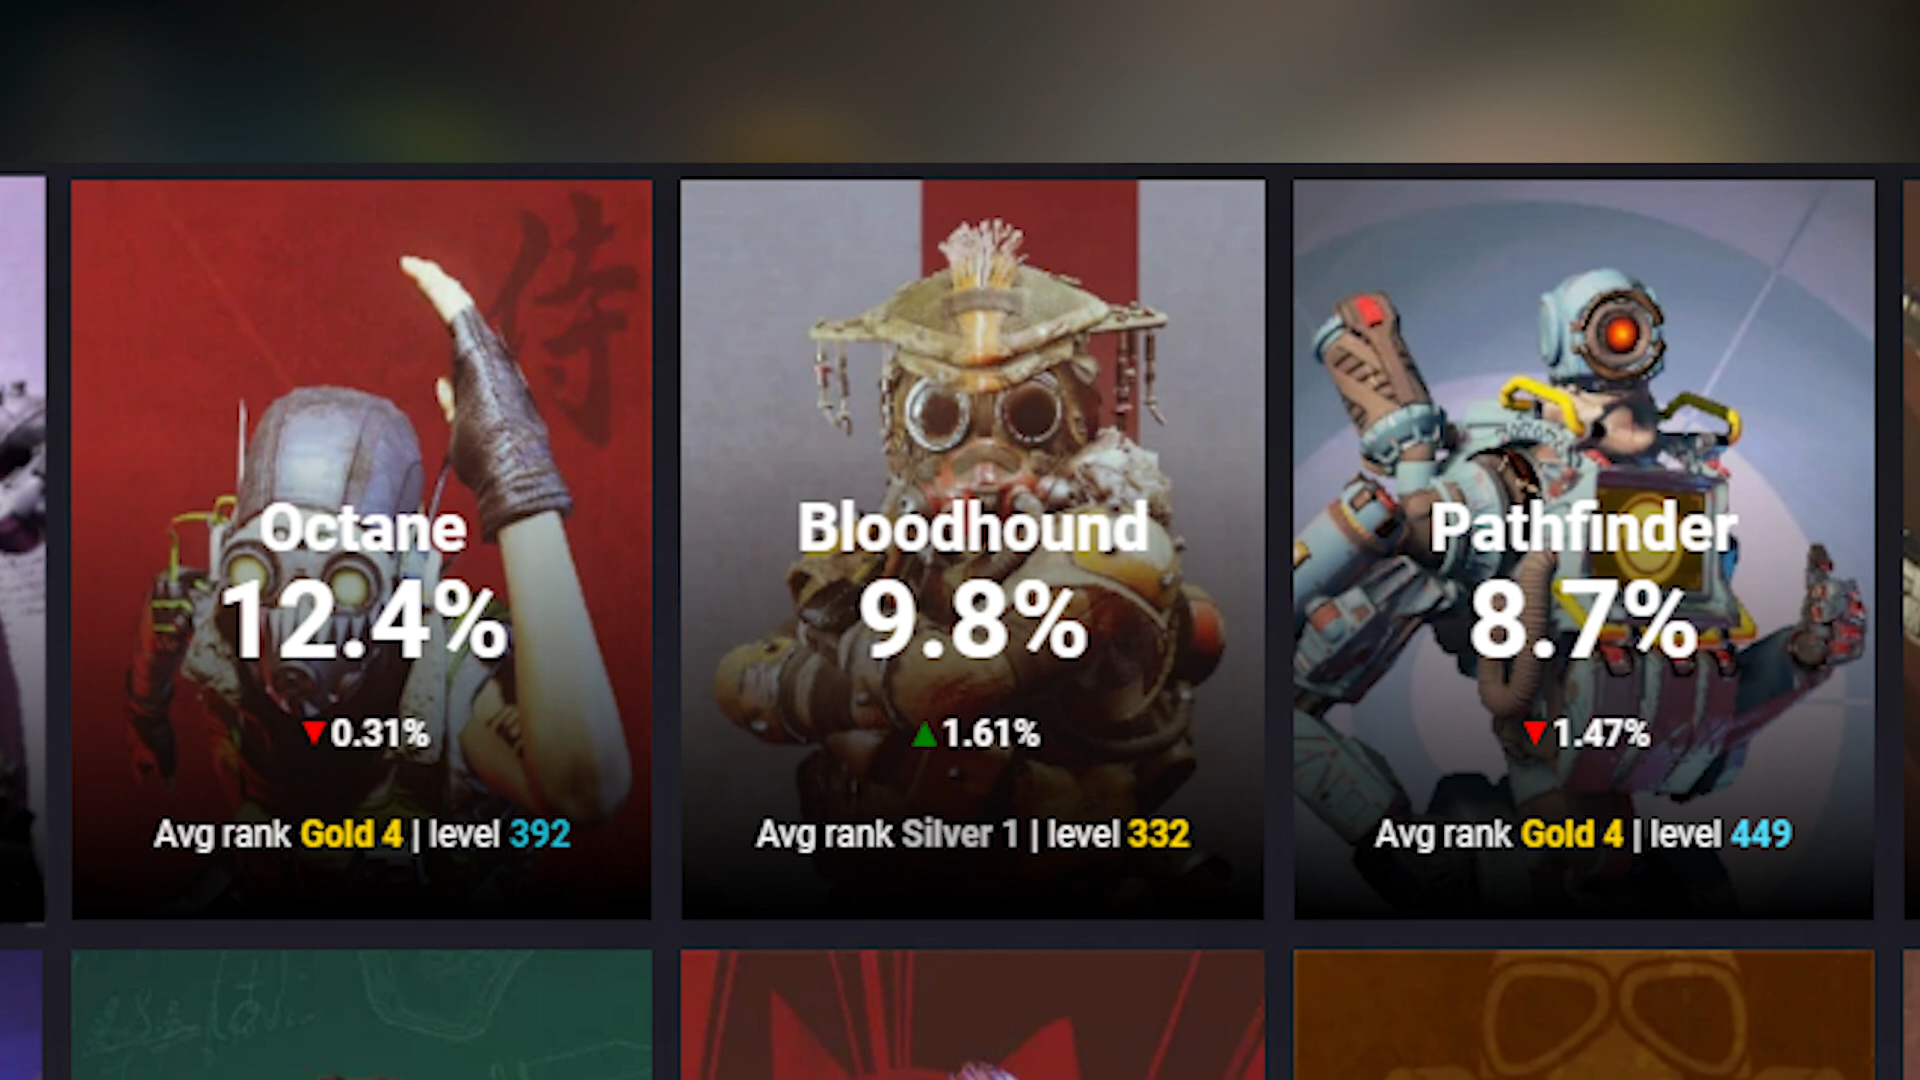 侍
Octane
12.4%
▼0.31%
Avg rank Gold 4 | level 392
Bloodhound
9.8%
▲1.61%
Avg rank Silver 1 | level 332
Pathfinder
8.7%
▼1.47%
Avg rank Gold 4 | level 449